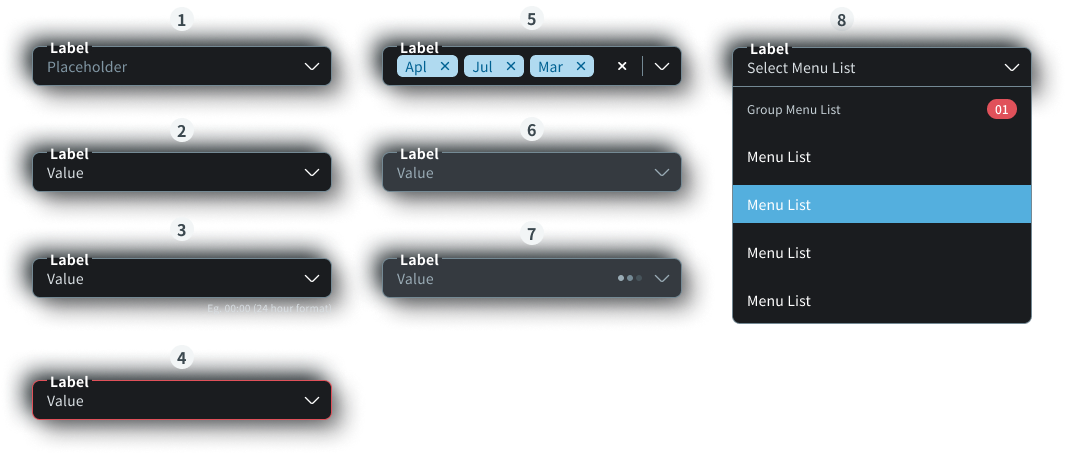 1
Label
Placeholder
2
Label
Value
3
Label
Value
Eg. 00:00 (24 hour format)
4
Label
Value
5
Label
Apl × Jul × Mar × ×
6
Label
Value
7
Label
Value
8
Label
Select Menu List
Group Menu List 01
Menu List
Menu List
Menu List
Menu List